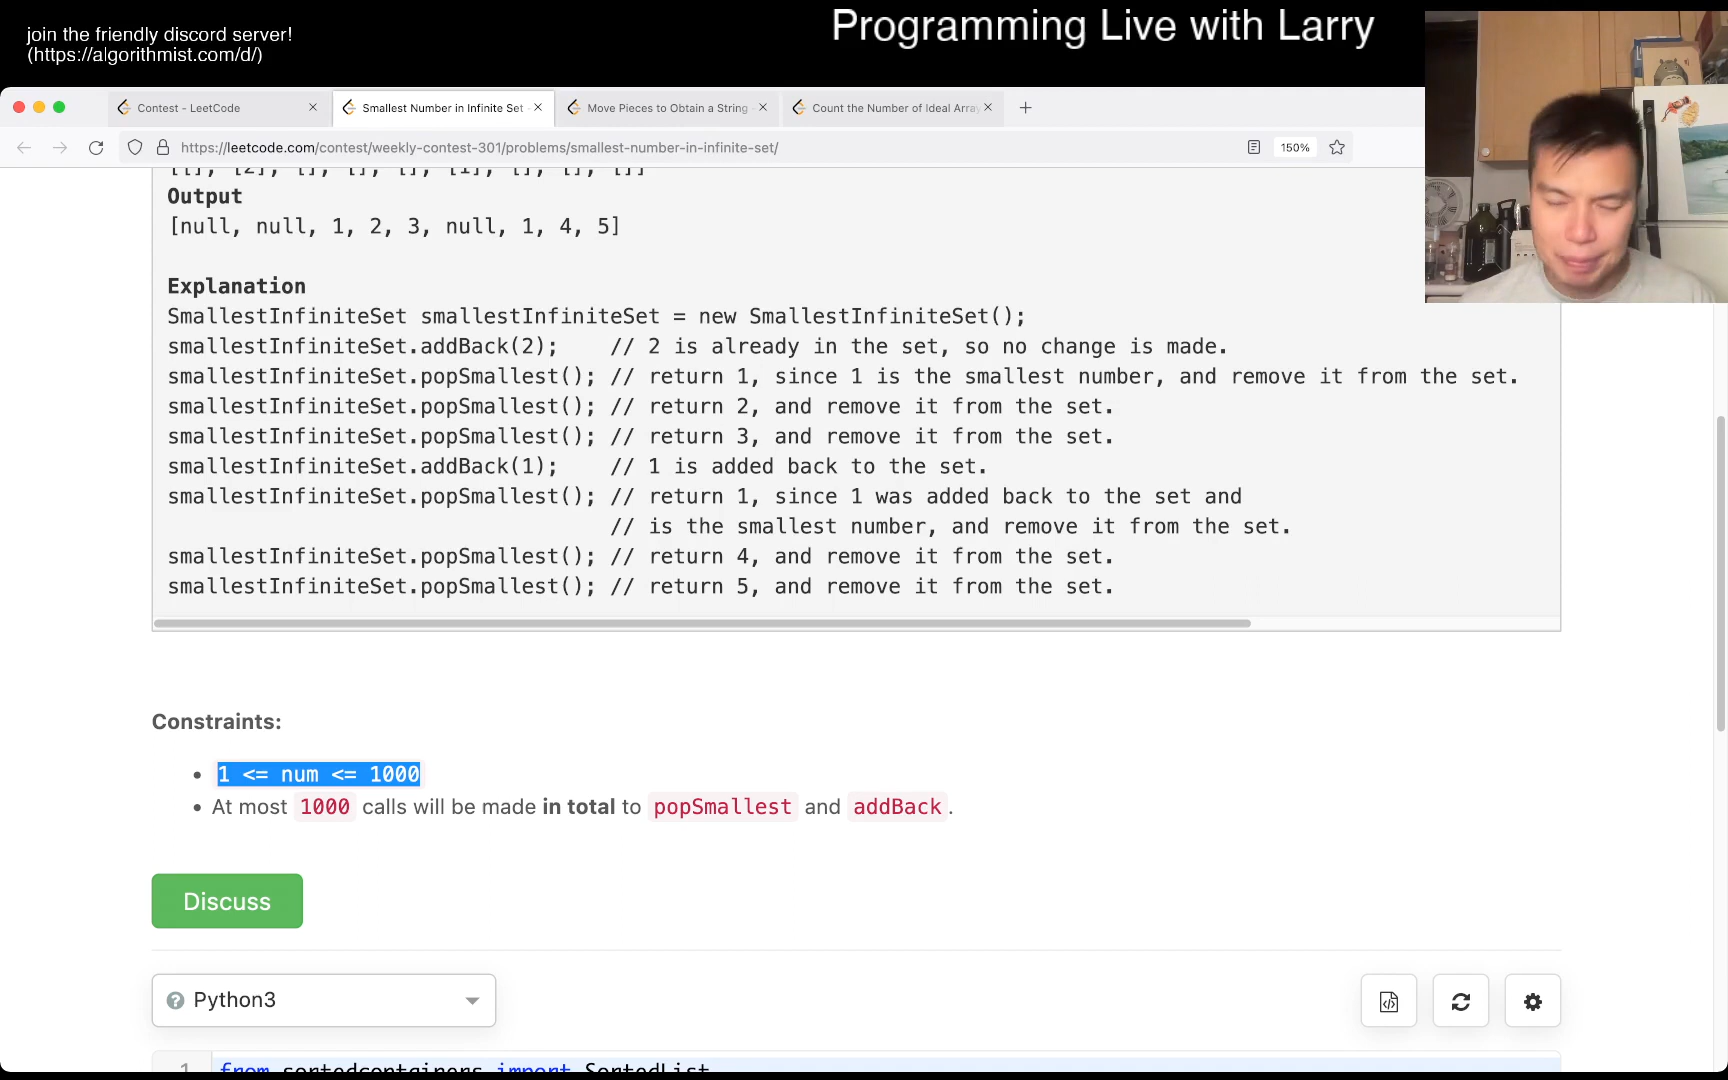 join the friendly discord server!
(https://algorithmist.com/d/)
Programming Live with Larry
Contest - LeetCode
Smallest Number in Infinite Set
Move Pieces to Obtain a String
Count the Number of Ideal Arra
https://leetcode.com/contest/weekly-contest-301/problems/smallest-number-in-infinite-set/
150%
[[], [2], [], [], [], [1], [], [], []]
Output
[null, null, 1, 2, 3, null, 1, 4, 5]
Explanation
SmallestInfiniteSet smallestInfiniteSet = new SmallestInfiniteSet();
smallestInfiniteSet.addBack(2);    // 2 is already in the set, so no change is made.
smallestInfiniteSet.popSmallest(); // return 1, since 1 is the smallest number, and remove it from the set.
smallestInfiniteSet.popSmallest(); // return 2, and remove it from the set.
smallestInfiniteSet.popSmallest(); // return 3, and remove it from the set.
smallestInfiniteSet.addBack(1);    // 1 is added back to the set.
smallestInfiniteSet.popSmallest(); // return 1, since 1 was added back to the set and
// is the smallest number, and remove it from the set.
smallestInfiniteSet.popSmallest(); // return 4, and remove it from the set.
smallestInfiniteSet.popSmallest(); // return 5, and remove it from the set.
Constraints:
• 1 <= num <= 1000
• At most 1000 calls will be made in total to popSmallest and addBack.
Discuss
Python3
1 from sortedcontainers import SortedList